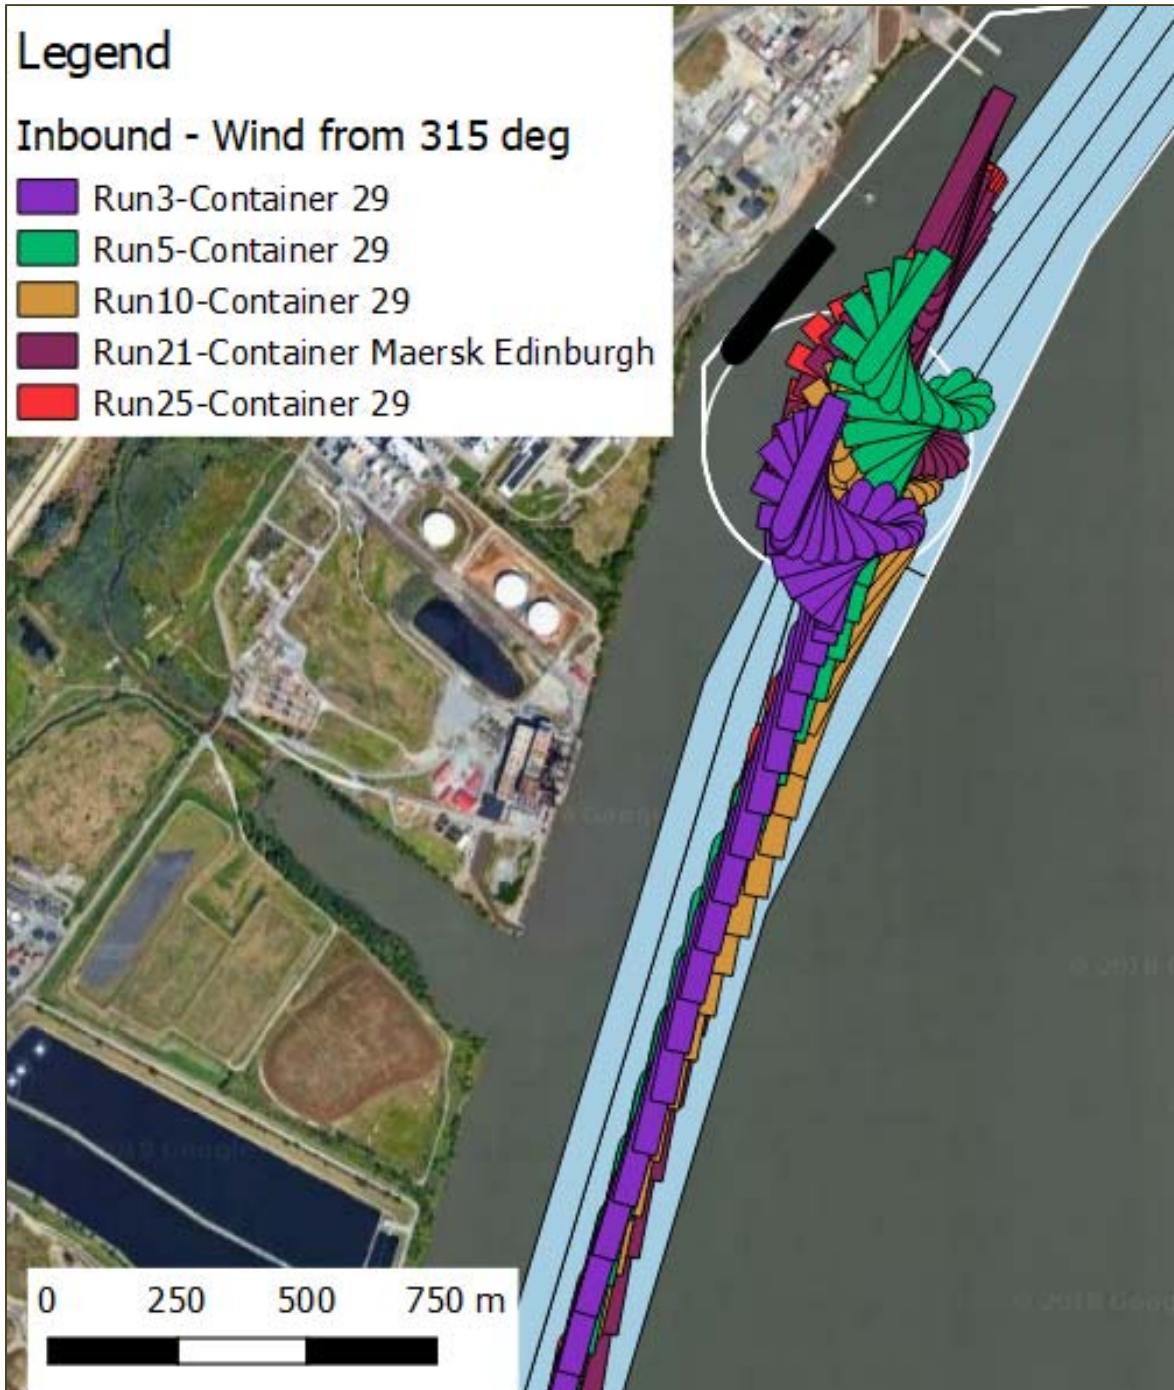 Legend
Inbound - Wind from 315 deg
Run3-Container 29
Run5-Container 29
Run10-Container 29
Run21-Container Maersk Edinburgh
Run25-Container 29
0 250 500 750 m